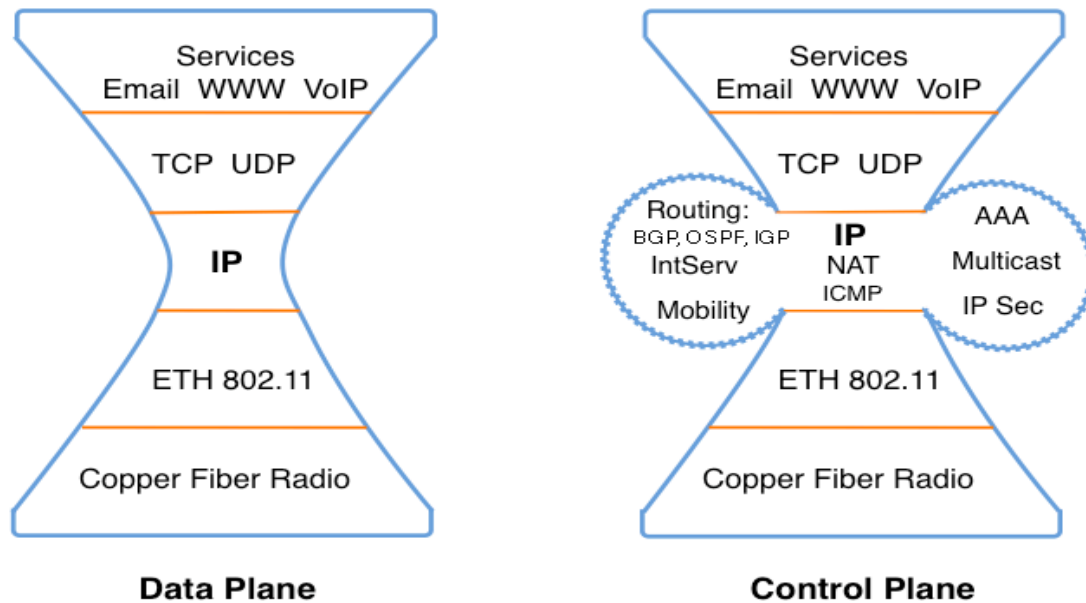 Services
Email WWW VoIP
TCP UDP
IP
ETH 802.11
Copper Fiber Radio
Data Plane
Services
Email WWW VoIP
TCP UDP
Routing:
BGP, OSPF, IGP
IntServ
Mobility
IP
NAT
ICMP
AAA
Multicast
IP Sec
ETH 802.11
Copper Fiber Radio
Control Plane